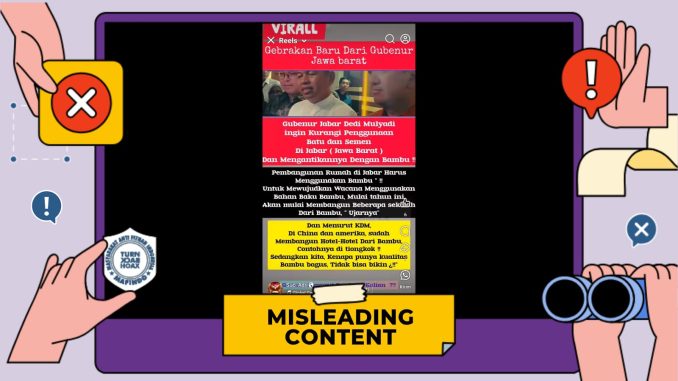 VIRALL
Reels
Gebrakan Baru Dari Gubenur
Jawa barat
Gubenur Jabar Dedi Mulyadi
ingin Kurangi Penggunaan
Batu dan Semen
Di Jabar ( Jawa Barat )
Dan Mengantikannya Dengan Bambu !!
Pembangunan Rumah di Jabar Harus
Menggunakan Bambu " !!
Untuk Mewujudkan Wacana Menggunakan
Bahan Baku Bambu, Mulai tahun ini,
Akan mulai Membangun Beberapa sekolah
Dari Bambu, " Ujarnya"
Dan Menurut KDM,
Di China dan amerika, sudah
Membangun Hotel-Hotel Dari Bambu,
Contohnya di tiongkok !!
Sedangkan kita, Kenapa punya kualitas
Bambu bagus, Tidak bisa bikin ¿!!"
MASYARAKAT ANTI FITNAH INDONESIA
TURN
BACK
HOAX
MAFINDO
MISLEADING
CONTENT